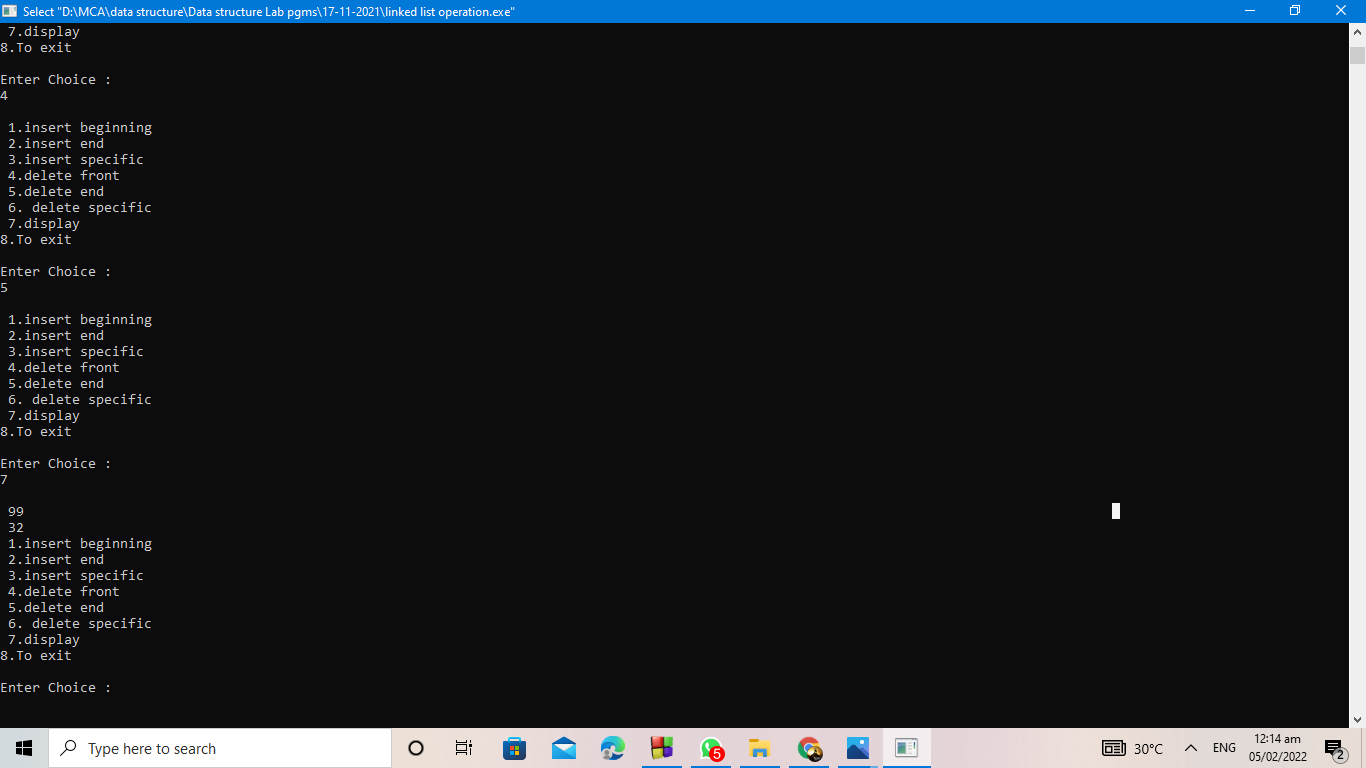 Select "D:\MCA\data structure\Data structure Lab pgms\17-11-2021\linked list operation.exe"
7.display
8.To exit
Enter Choice :
4
1.insert beginning
2.insert end
3.insert specific
4.delete front
5.delete end
6. delete specific
7.display
8.To exit
Enter Choice :
5
1.insert beginning
2.insert end
3.insert specific
4.delete front
5.delete end
6. delete specific
7.display
8.To exit
Enter Choice :
7
99
32
1.insert beginning
2.insert end
3.insert specific
4.delete front
5.delete end
6. delete specific
7.display
8.To exit
Enter Choice :
Type here to search
5
30°C
ENG
12:14 am
05/02/2022
2